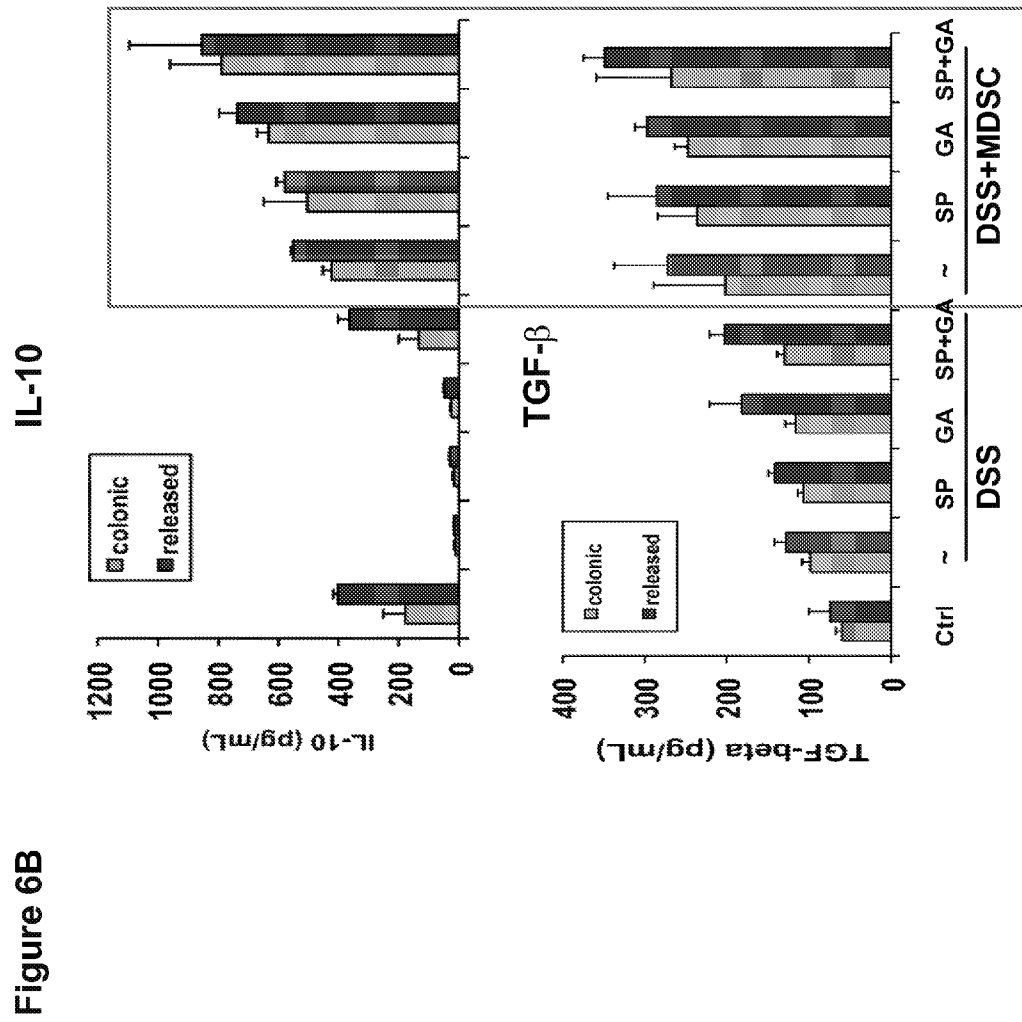 Figure 6B
IL-10
colonic
released
1200
1000
800
600
400
200
0
IL-10 (pg/mL)
TGF-β
colonic
released
400
300
200
100
0
TGF-beta (pg/mL)
Ctrl ~ SP GA SP+GA ~ SP GA SP+GA
DSS DSS+MDSC